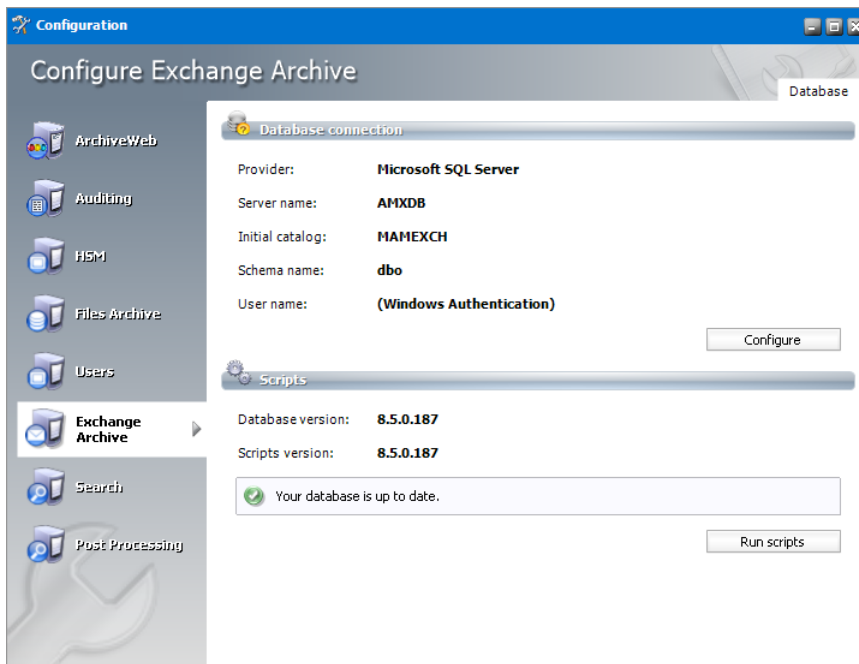 Configuration
Configure Exchange Archive
Database
ArchiveWeb
Auditing
HSM
Files Archive
Users
Exchange
Archive
Search
Post Processing
Database connection
Provider: Microsoft SQL Server
Server name: AMXDB
Initial catalog: MAMEXCH
Schema name: dbo
User name: (Windows Authentication)
Configure
Scripts
Database version: 8.5.0.187
Scripts version: 8.5.0.187
Your database is up to date.
Run scripts